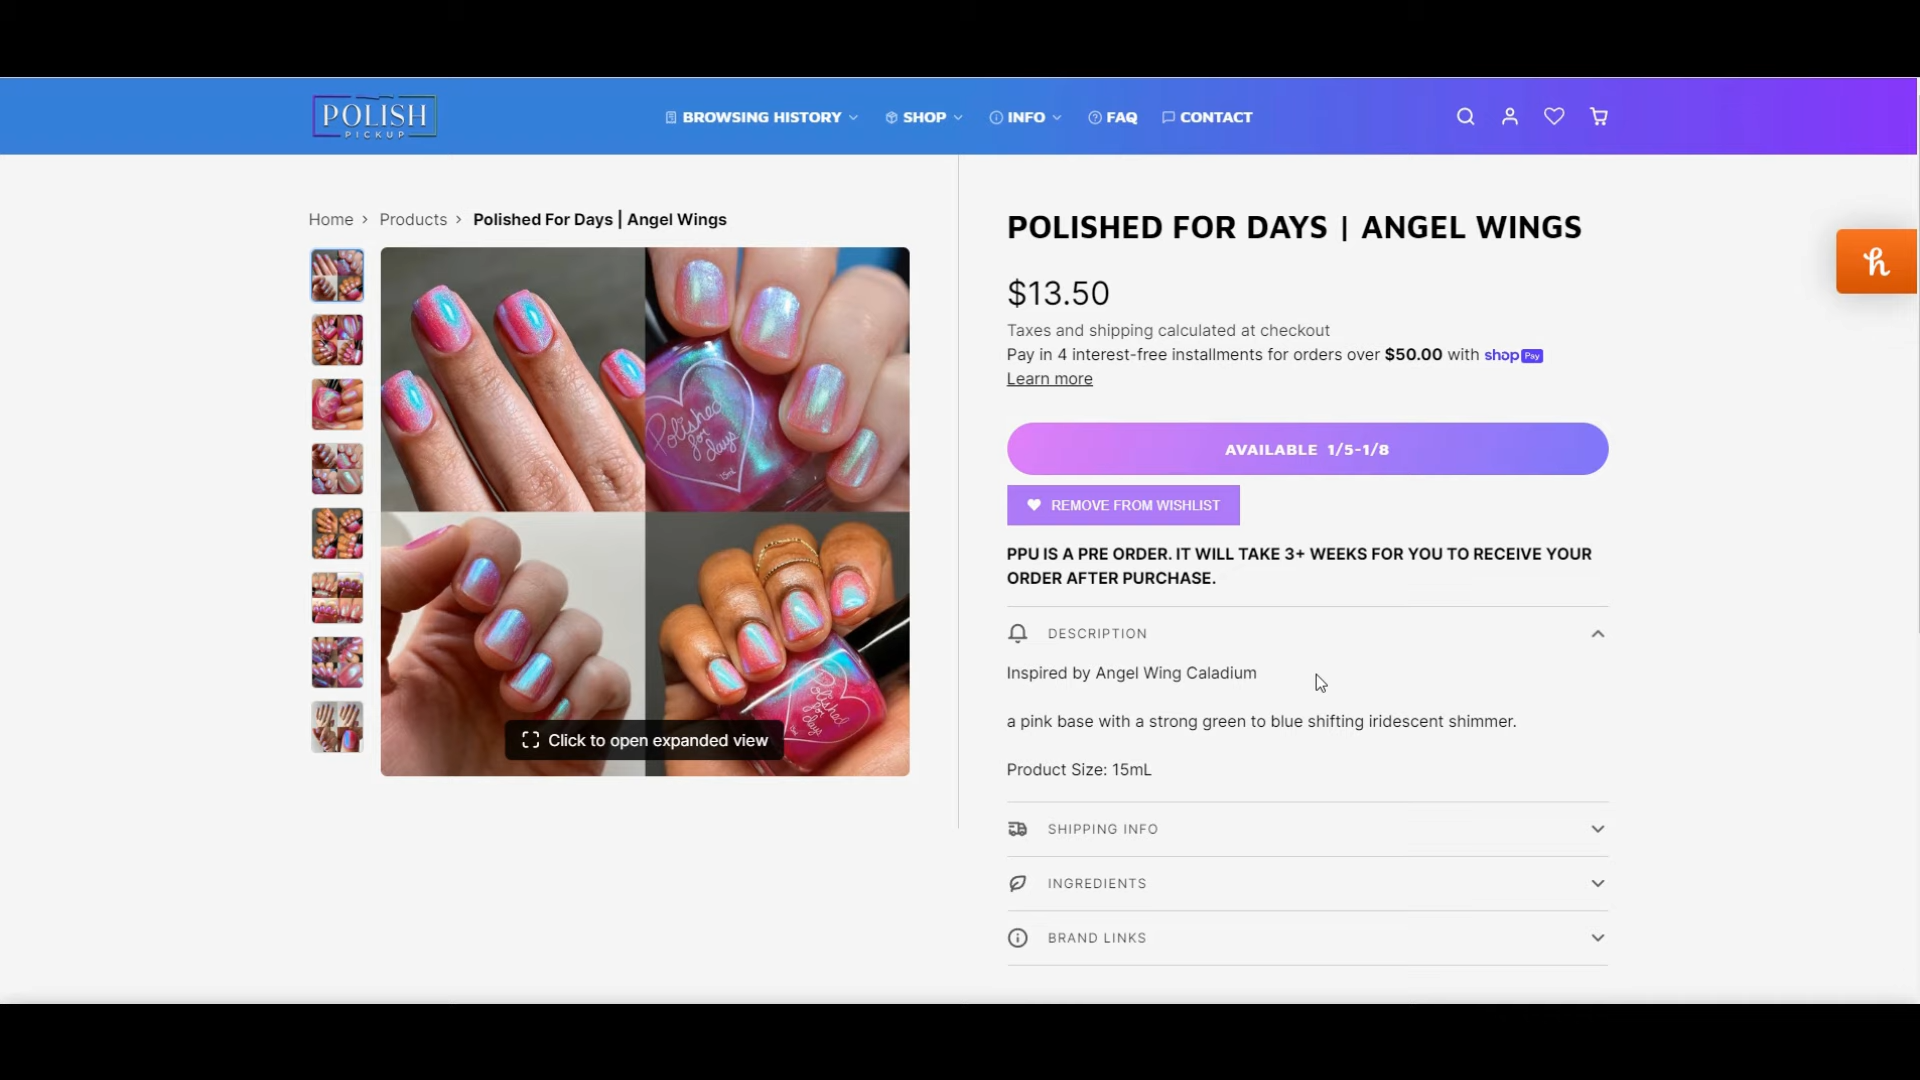 POLISH
PICKUP
BROWSING HISTORY
SHOP
INFO
FAQ
CONTACT
Home > Products > Polished For Days | Angel Wings
Polished
for
days
15mL
Polished
for
days
Click to open expanded view
POLISHED FOR DAYS | ANGEL WINGS
$13.50
Taxes and shipping calculated at checkout
Pay in 4 interest-free installments for orders over $50.00 with shop Pay
Learn more
AVAILABLE 1/5-1/8
REMOVE FROM WISHLIST
PPU IS A PRE ORDER. IT WILL TAKE 3+ WEEKS FOR YOU TO RECEIVE YOUR
ORDER AFTER PURCHASE.
DESCRIPTION
Inspired by Angel Wing Caladium
a pink base with a strong green to blue shifting iridescent shimmer.
Product Size: 15mL
SHIPPING INFO
INGREDIENTS
BRAND LINKS
h